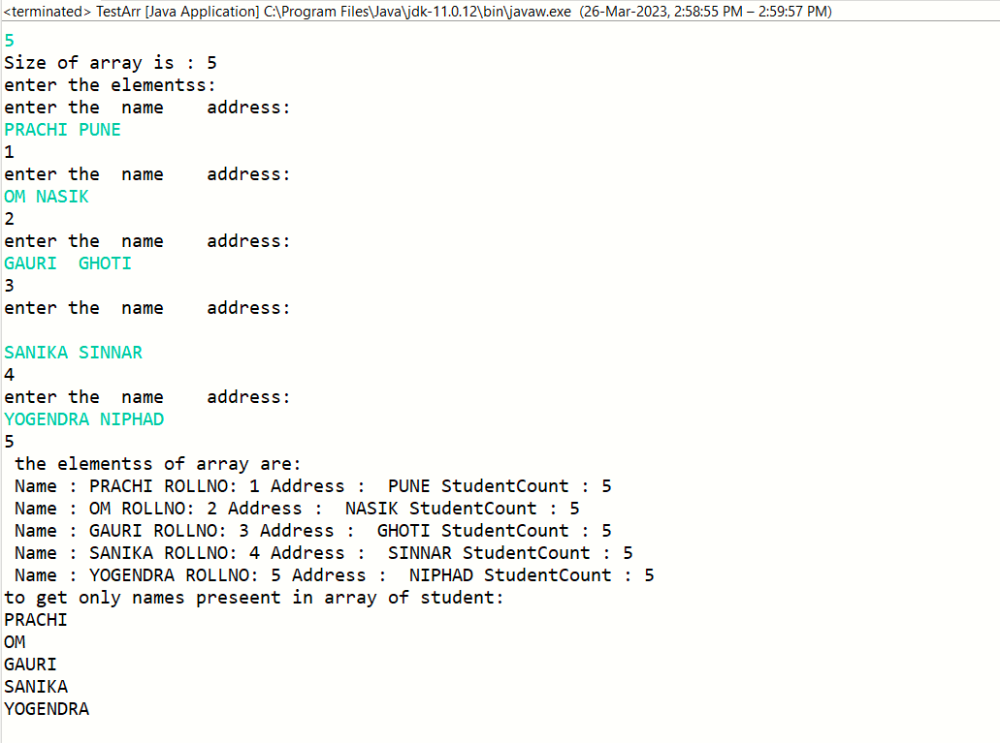 <terminated> TestArr [Java Application] C:\Program Files\Java\jdk-11.0.12\bin\javaw.exe  (26-Mar-2023, 2:58:55 PM – 2:59:57 PM)
5
Size of array is : 5
enter the elementss:
enter the  name    address:
PRACHI PUNE
1
enter the  name    address:
OM NASIK
2
enter the  name    address:
GAURI  GHOTI
3
enter the  name    address:

SANIKA SINNAR
4
enter the  name    address:
YOGENDRA NIPHAD
5
 the elementss of array are:
 Name : PRACHI ROLLNO: 1 Address :  PUNE StudentCount : 5
 Name : OM ROLLNO: 2 Address :  NASIK StudentCount : 5
 Name : GAURI ROLLNO: 3 Address :  GHOTI StudentCount : 5
 Name : SANIKA ROLLNO: 4 Address :  SINNAR StudentCount : 5
 Name : YOGENDRA ROLLNO: 5 Address :  NIPHAD StudentCount : 5
to get only names preseent in array of student:
PRACHI
OM
GAURI
SANIKA
YOGENDRA